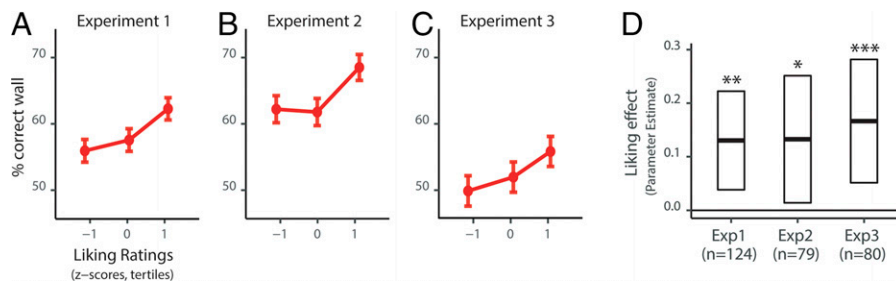 A
Experiment 1
% correct wall
70
60
50
−1 0 1
Liking Ratings
(z−scores, tertiles)
B
Experiment 2
70
60
50
−1 0 1
C
Experiment 3
70
60
50
−1 0 1
D
Liking effect
(Parameter Estimate)
0.3
0.2
0.1
0.0
** * ***
Exp1 Exp2 Exp3
(n=124) (n=79) (n=80)